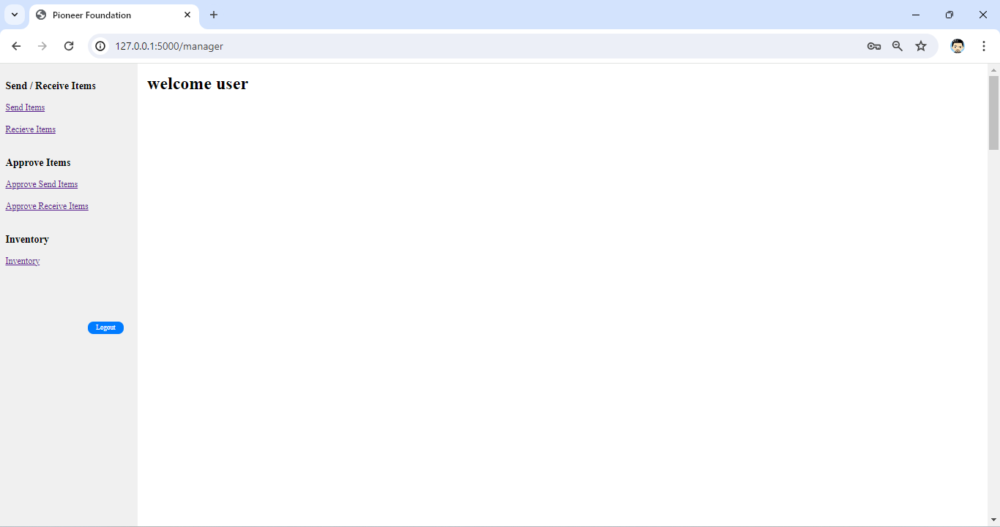 Pioneer Foundation
127.0.0.1:5000/manager
Send / Receive Items
Send Items
Recieve Items
Approve Items
Approve Send Items
Approve Receive Items
Inventory
Inventory
Logout
welcome user